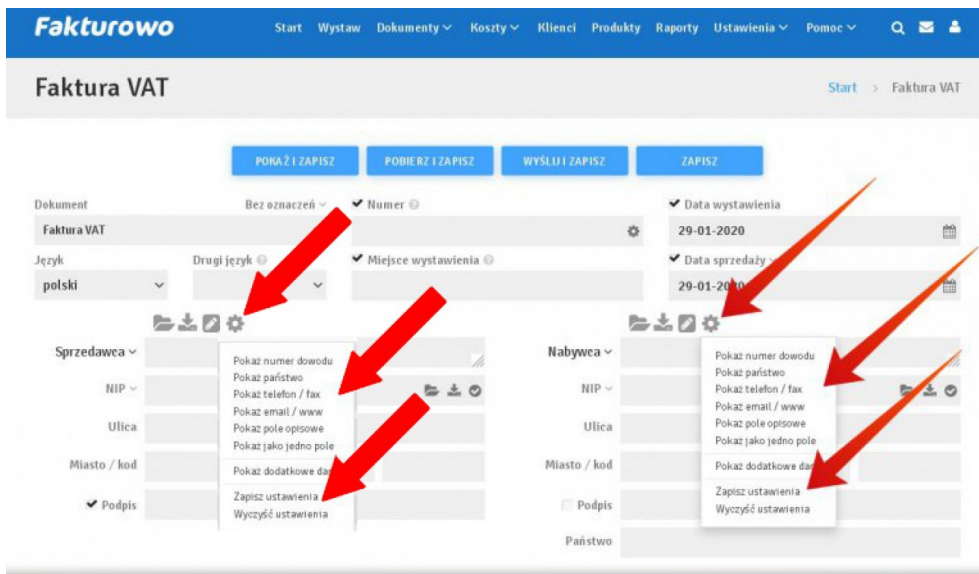 Fakturowo
Start Wystaw Dokumenty Koszty Klienci Produkty Raporty Ustawienia Pomoc
Faktura VAT
Start > Faktura VAT
POKAŻ I ZAPISZ POBIERZ I ZAPISZ WYŚLIJ I ZAPISZ ZAPISZ
Dokument Bez oznaczeń Numer Data wystawienia
Faktura VAT 29-01-2020
Język Drugi język Miejsce wystawienia Data sprzedaży
polski 29-01-2020
Sprzedawca
NIP
Ulica
Miasto / kod
Podpis
Pokaż numer dowodu
Pokaż państwo
Pokaż telefon / fax
Pokaż email / www
Pokaż pole opisowe
Pokaż jako jedno pole
Pokaż dodatkowe
Zapisz ustawienia
Wyczyść ustawienia
Nabywca
NIP
Ulica
Miasto / kod
Podpis
Państwo
Pokaż numer dowodu
Pokaż państwo
Pokaż telefon / fax
Pokaż email / www
Pokaż pole opisowe
Pokaż jako jedno pole
Pokaż dodatkowe
Zapisz ustawienia
Wyczyść ustawienia